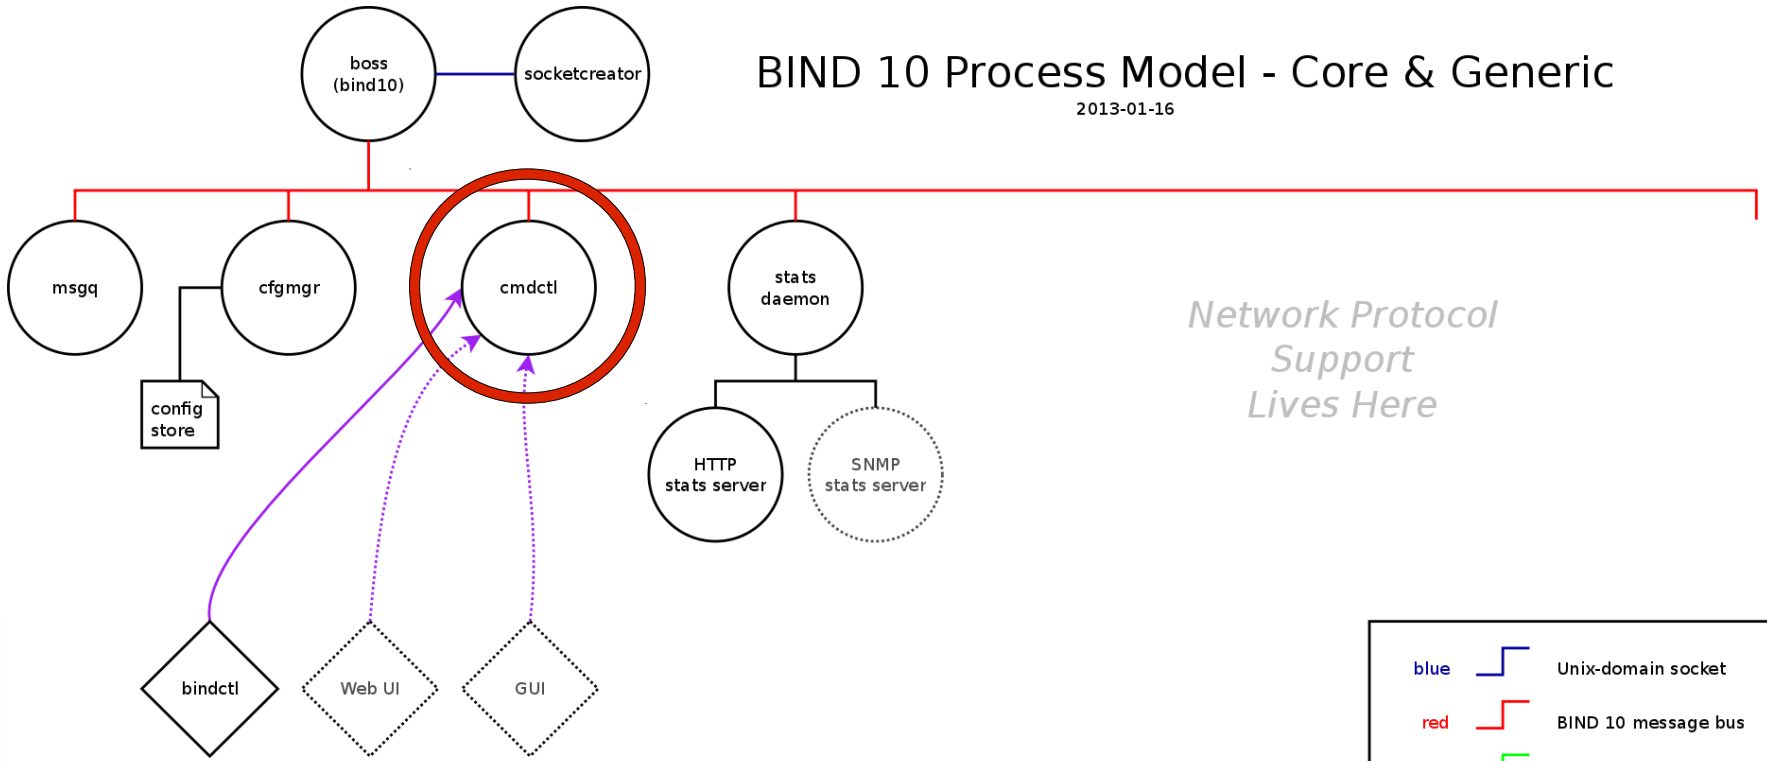 boss
(bind10)
socketcreator
BIND 10 Process Model - Core & Generic
2013-01-16
msgq
cfgmgr
cmdctl
stats
daemon
Network Protocol
Support
Lives Here
config
store
HTTP
stats server
SNMP
stats server
bindctl
Web UI
GUI
blue
Unix-domain socket
red
BIND 10 message bus